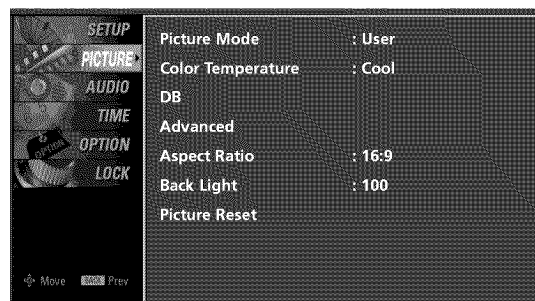 SETUP
PICTURE
AUDIO
TIME
OPTION
LOCK
Move BACK Prev
Picture Mode : User
Color Temperature : Cool
DB
Advanced
Aspect Ratio : 16:9
Back Light : 100
Picture Reset